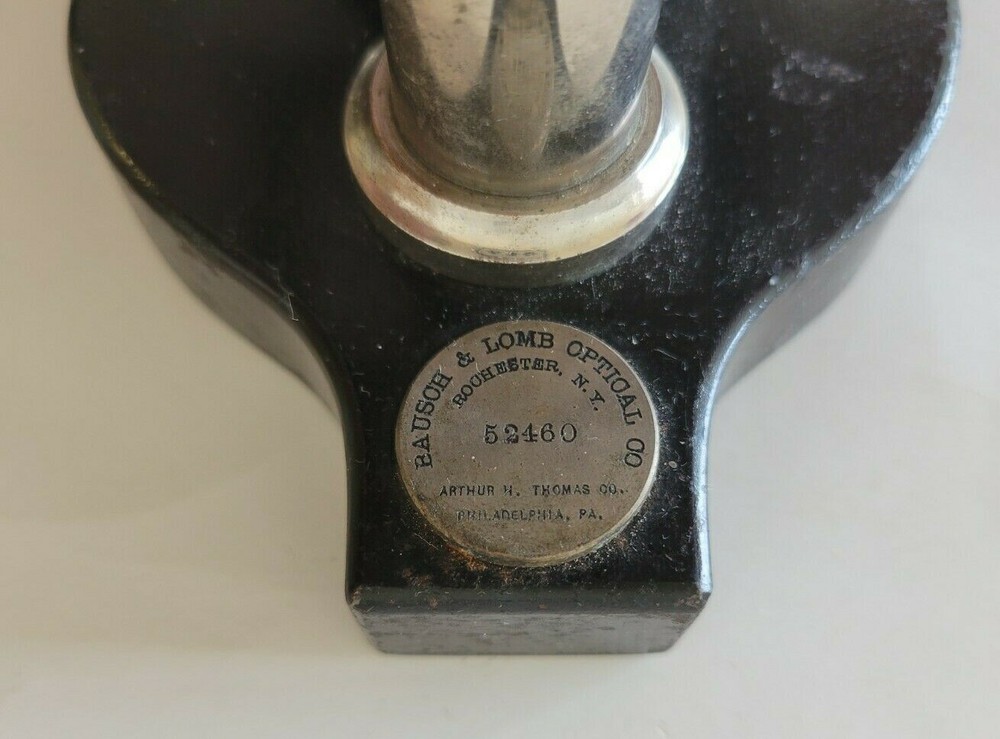 BAUSCH & LOMB OPTICAL CO
ROCHESTER, N.Y.
52460
ARTHUR H. THOMAS CO.
PHILADELPHIA, PA.